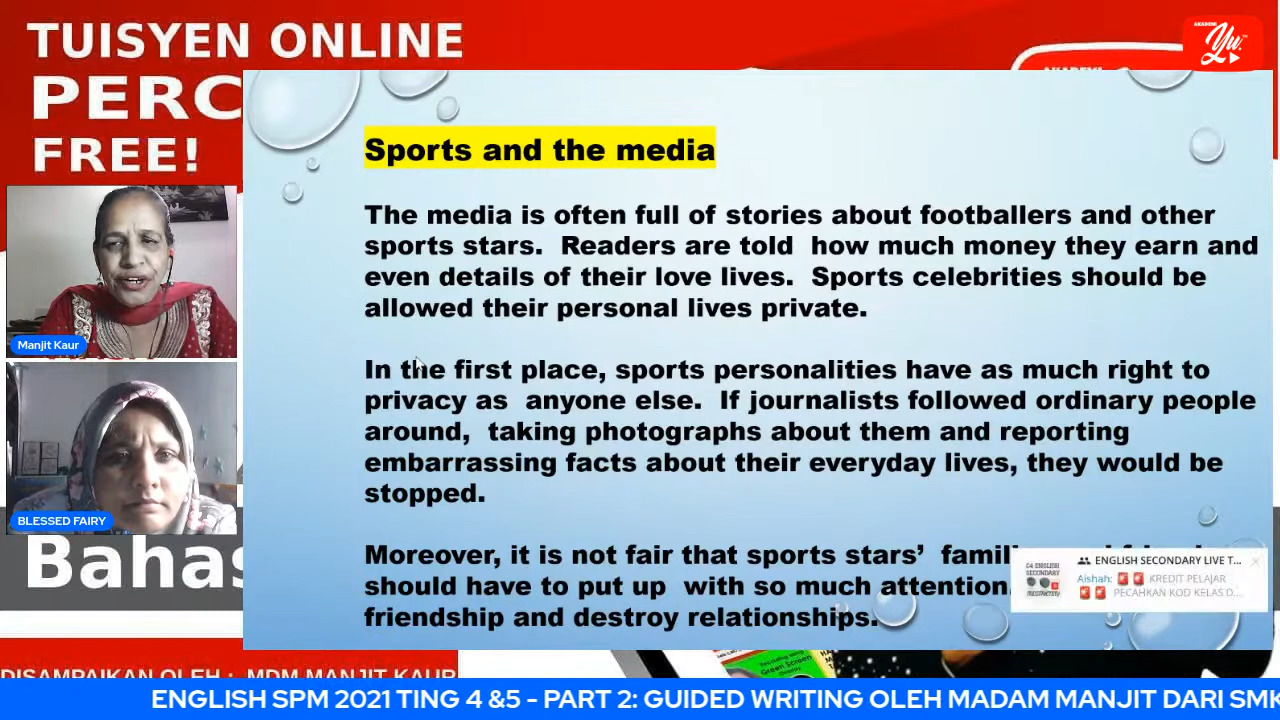 TUISYEN ONLINE
PERC
FREE!
AKADEMI
Yu.
Sports and the media
The media is often full of stories about footballers and other
sports stars.  Readers are told  how much money they earn and
even details of their love lives.  Sports celebrities should be
allowed their personal lives private.
In the first place, sports personalities have as much right to
privacy as  anyone else.  If journalists followed ordinary people
around,  taking photographs about them and reporting
embarrassing facts about their everyday lives, they would be
stopped.
Moreover, it is not fair that sports stars’
should have to put up  with so much attention.
friendship and destroy relationships.
Manjit Kaur
BLESSED FAIRY
ENGLISH SECONDARY LIVE T...
Aishah: 🚨 🚨 KREDIT PELAJAR
🚨 🚨 PECAHKAN KOD KELAS D...
Bahas
DISAMPAIKAN OLEH : MDM MANJIT KAUR
ENGLISH SPM 2021 TING 4 &5 - PART 2: GUIDED WRITING OLEH MADAM MANJIT DARI SMK